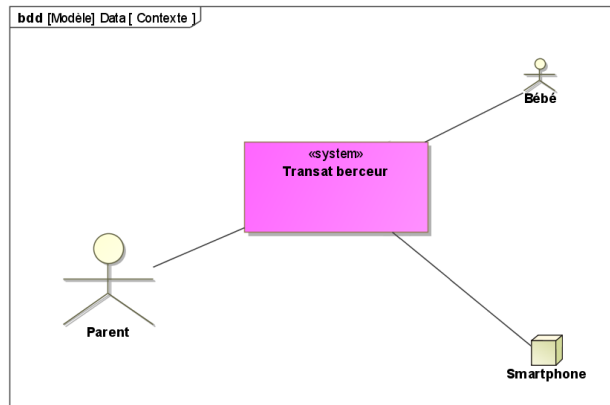 bdd [Modèle] Data [ Contexte ]
Bébé
«system»
Transat berceur
Parent
Smartphone